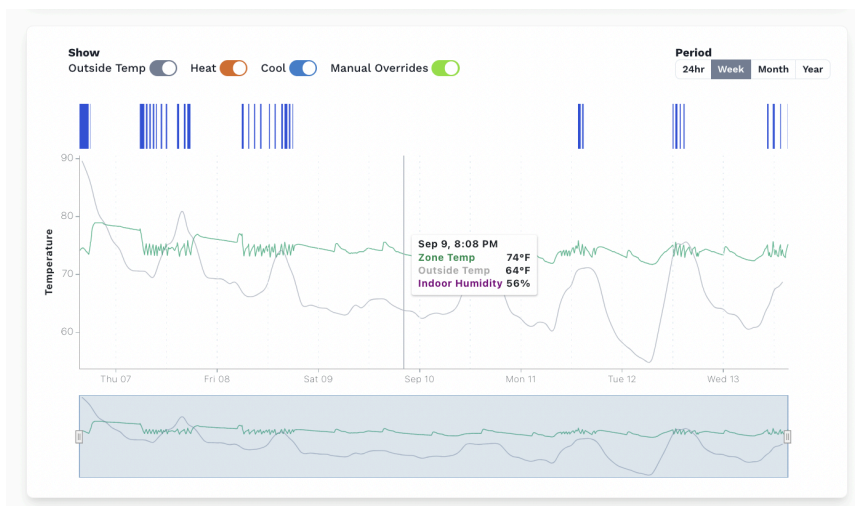 Show
Outside Temp Heat Cool Manual Overrides
Period
24hr Week Month Year
90
80
70
60
Temperature
Sep 9, 8:08 PM
Zone Temp 74°F
Outside Temp 64°F
Indoor Humidity 56%
Thu 07 Fri 08 Sat 09 Sep 10 Mon 11 Tue 12 Wed 13